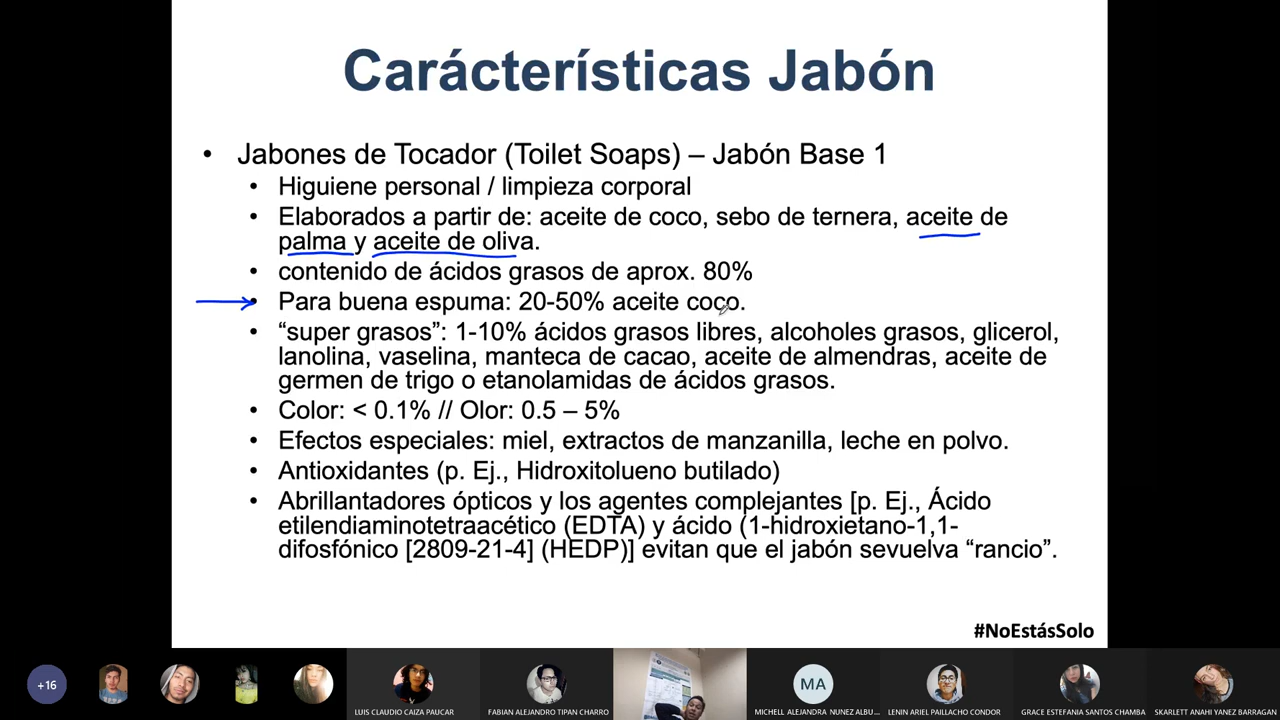 Carácterísticas Jabón
• Jabones de Tocador (Toilet Soaps) – Jabón Base 1
• Higuiene personal / limpieza corporal
• Elaborados a partir de: aceite de coco, sebo de ternera, aceite de
palma y aceite de oliva.
• contenido de ácidos grasos de aprox. 80%
• Para buena espuma: 20-50% aceite coco.
• “super grasos”: 1-10% ácidos grasos libres, alcoholes grasos, glicerol,
lanolina, vaselina, manteca de cacao, aceite de almendras, aceite de
germen de trigo o etanolamidas de ácidos grasos.
• Color: < 0.1% // Olor: 0.5 – 5%
• Efectos especiales: miel, extractos de manzanilla, leche en polvo.
• Antioxidantes (p. Ej., Hidroxitolueno butilado)
• Abrillantadores ópticos y los agentes complejantes [p. Ej., Ácido
etilendiaminotetraacético (EDTA) y ácido (1-hidroxietano-1,1-
difosfónico [2809-21-4] (HEDP)] evitan que el jabón sevuelva “rancio”.
#NoEstásSolo
+16
MA
LUIS CLAUDIO CAIZA PAUCAR
FABIAN ALEJANDRO TIPAN CHARRO
MICHELL ALEJANDRA NUNEZ ALBU...
LENIN ARIEL PAILLACHO CONDOR
GRACE ESTEFANIA SANTOS CHAMBA
SKARLETT ANAHI YANEZ BARRAGAN